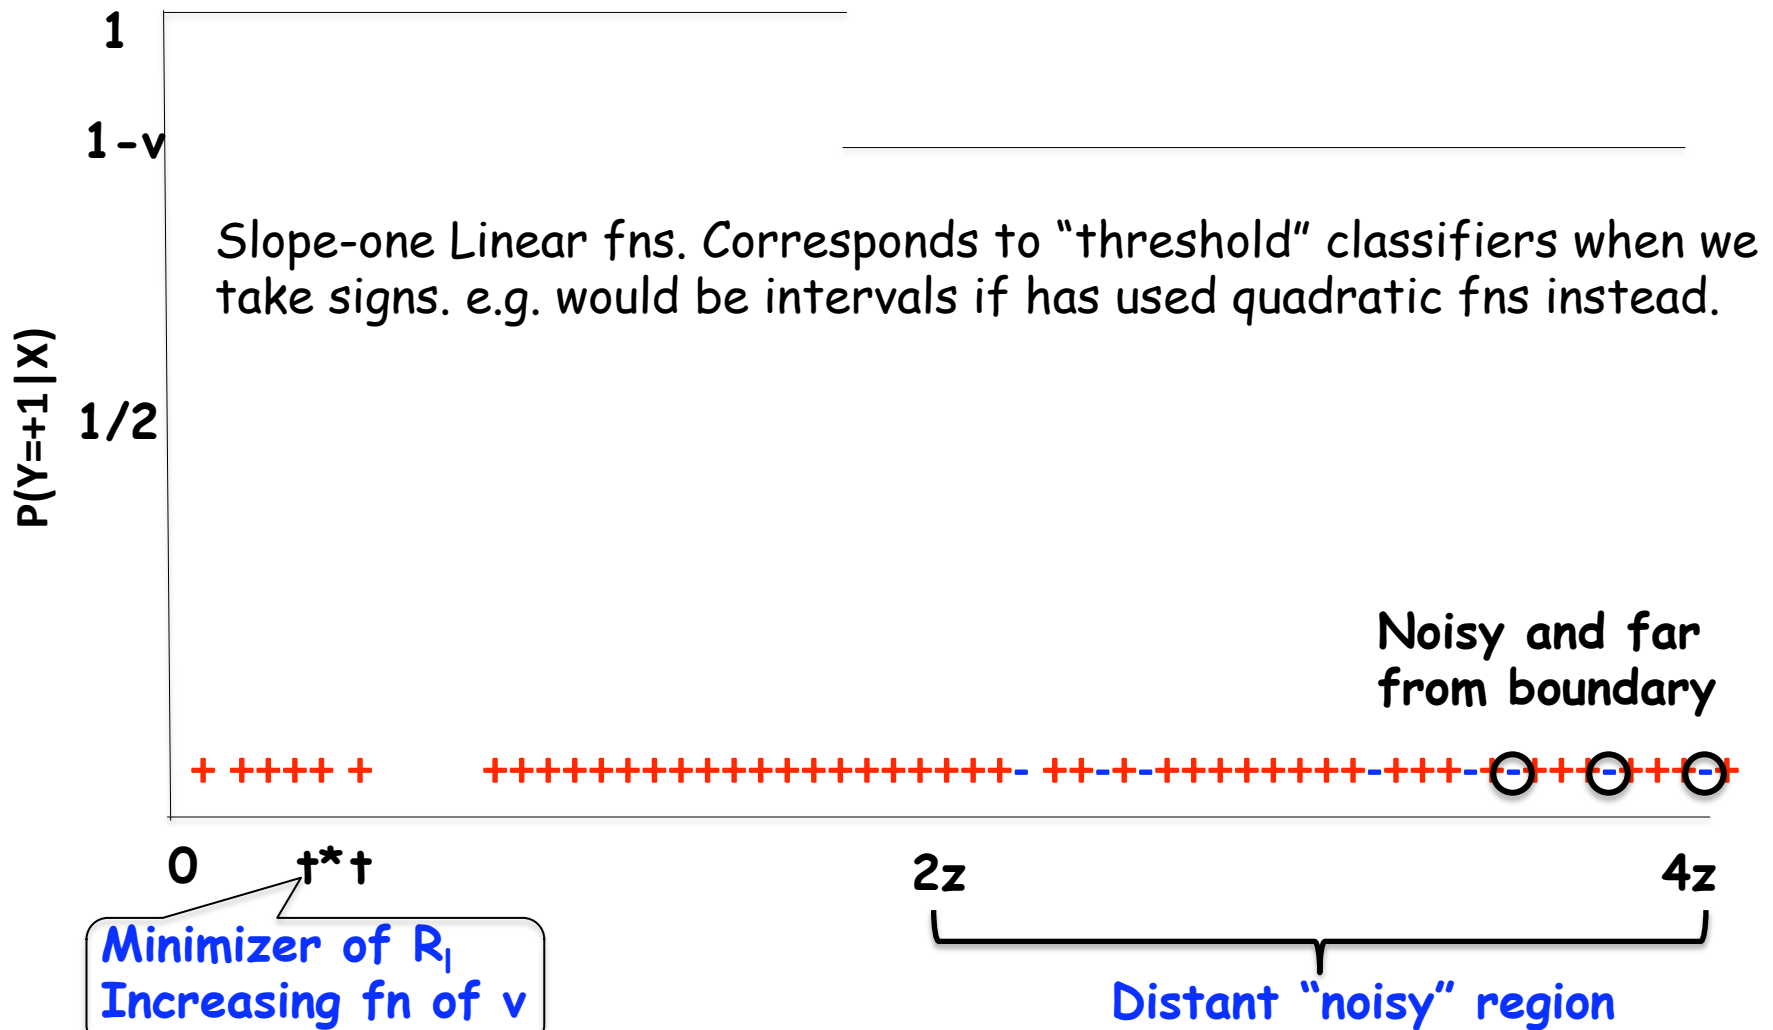 1
1-v
Slope-one Linear fns. Corresponds to “threshold” classifiers when we
take signs. e.g. would be intervals if has used quadratic fns instead.
P(Y=+1|X)
1/2
Noisy and far
from boundary
+ ++++ + ++++++++++++++++++++- ++-+-++++++++-+++-+-+++-+++-+
0 t* t 2z 4z
Minimizer of Rl
Increasing fn of v
Distant “noisy” region